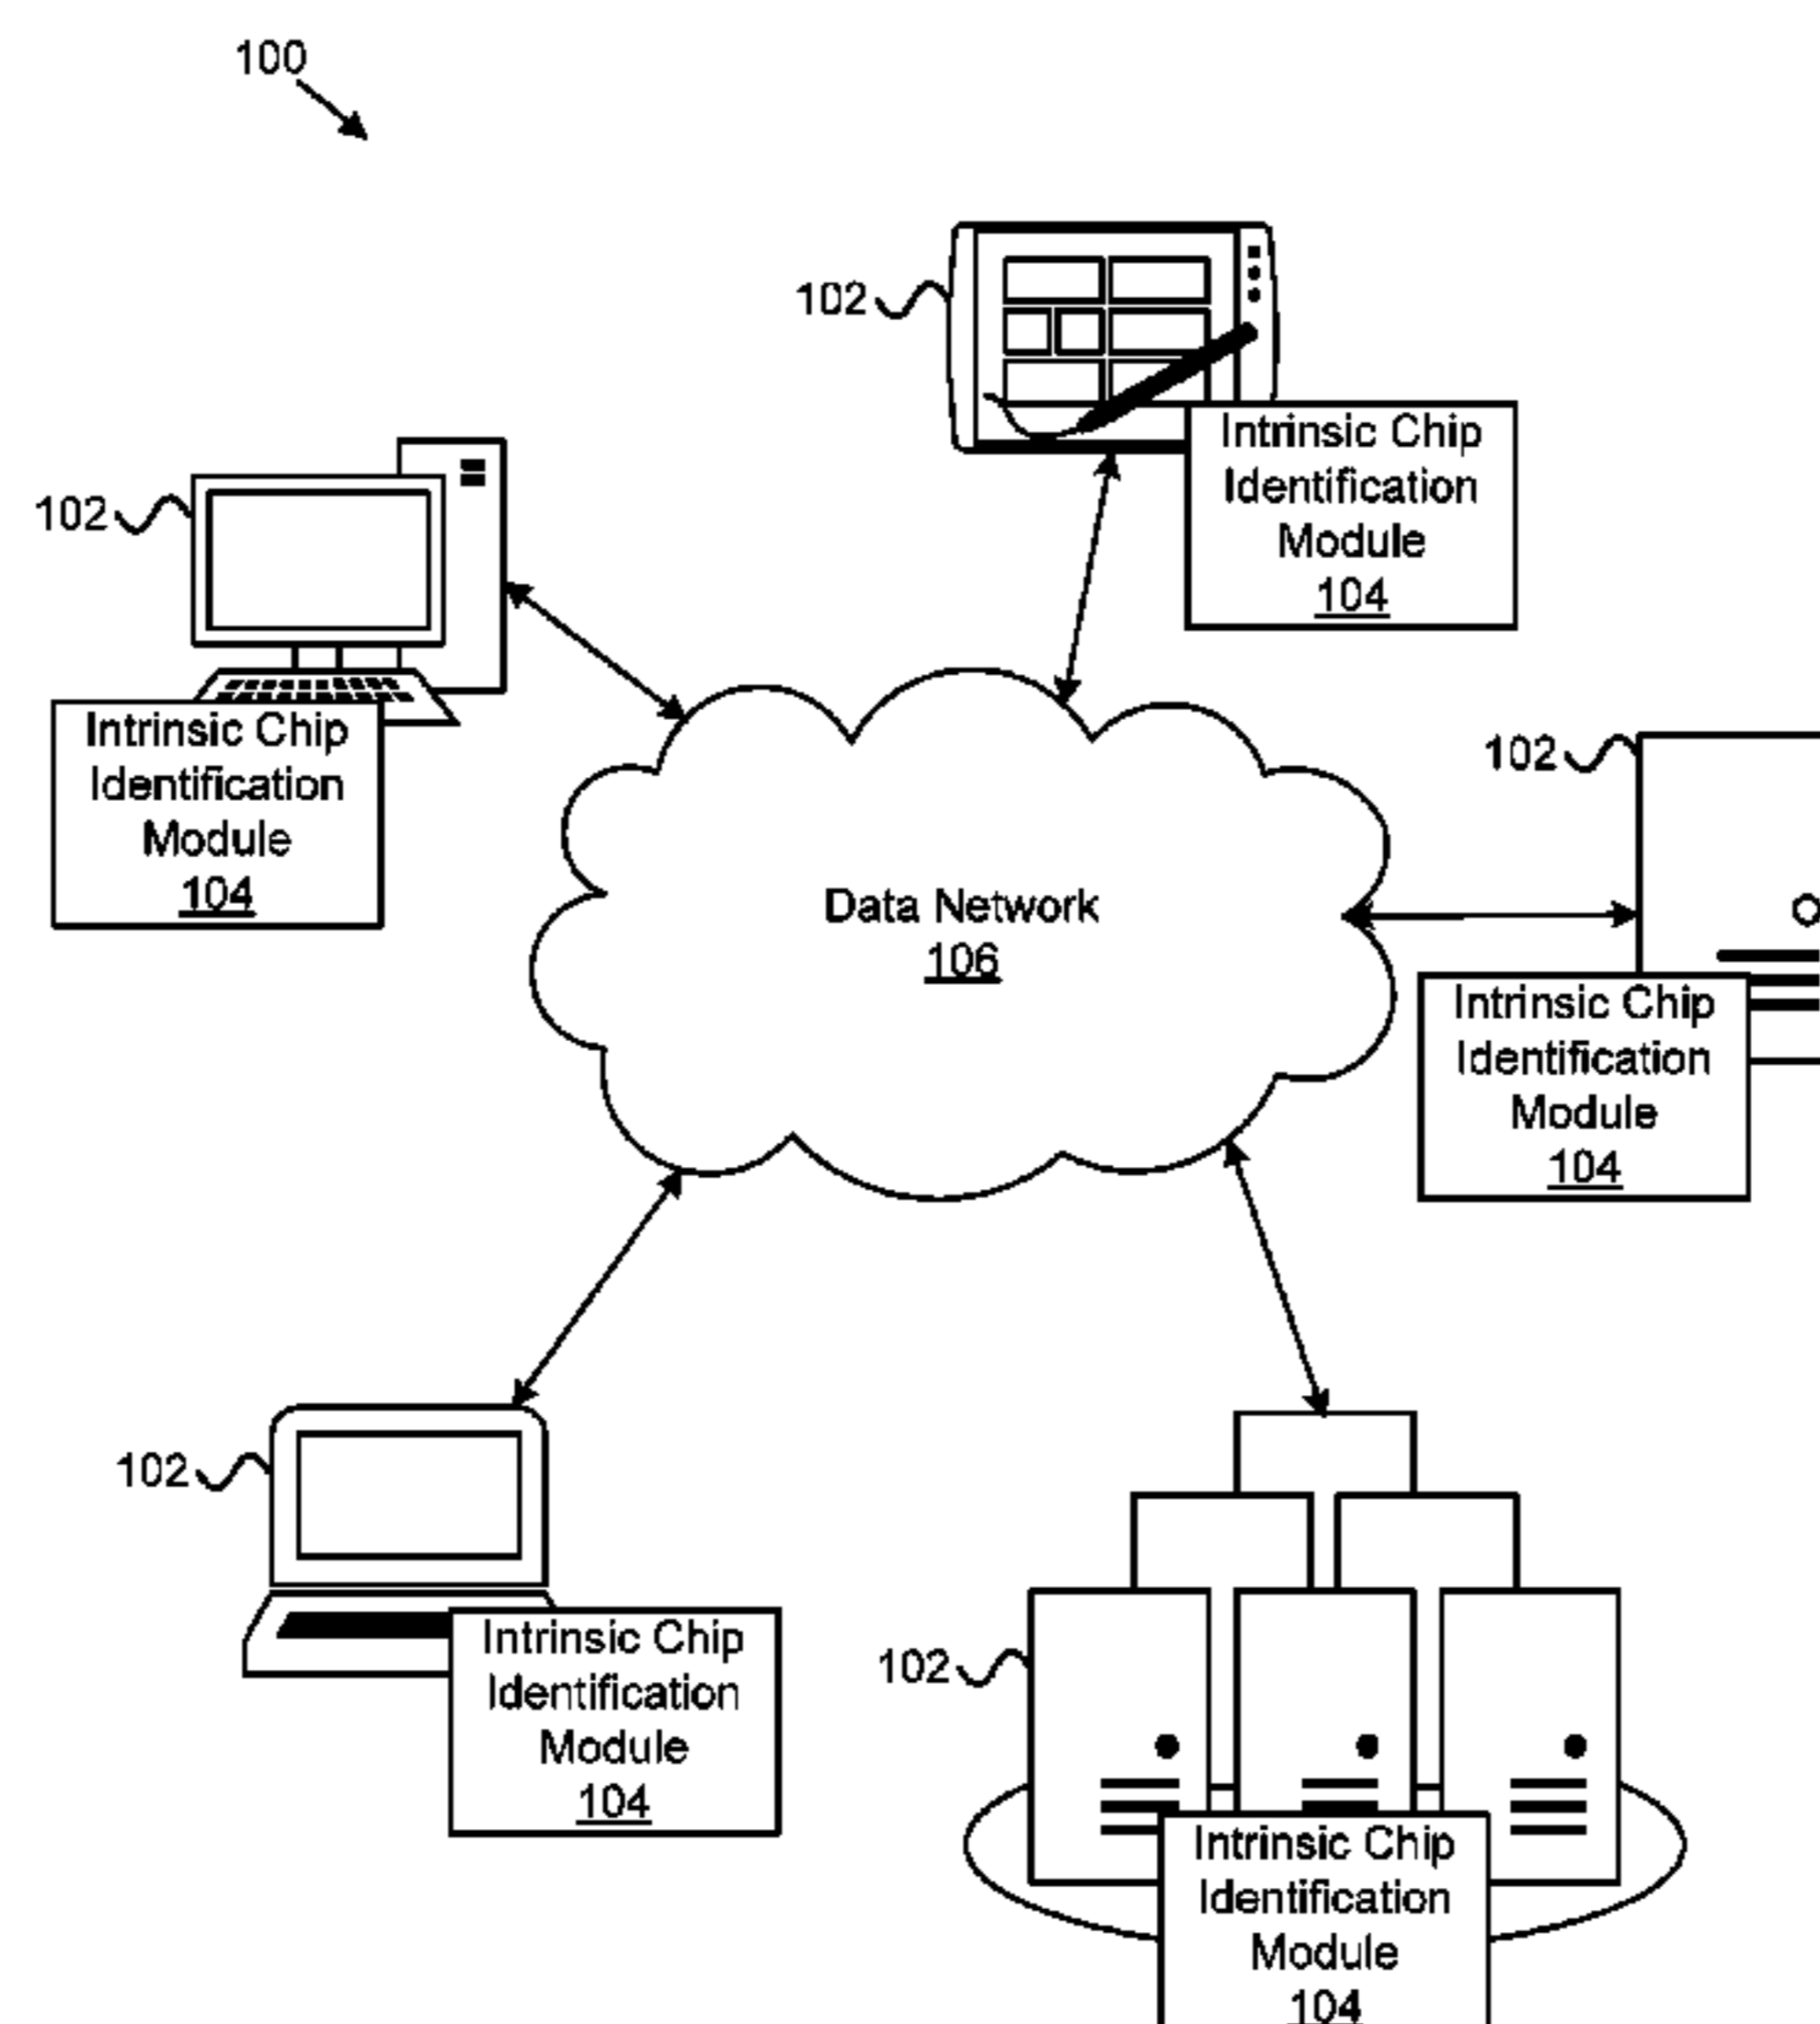 100
102
Intrinsic Chip
Identification
Module
104
102
Intrinsic Chip
Identification
Module
104
102
Data Network
106
Intrinsic Chip
Identification
Module
104
102
Intrinsic Chip
Identification
Module
104
102
Intrinsic Chip
Identification
Module
104